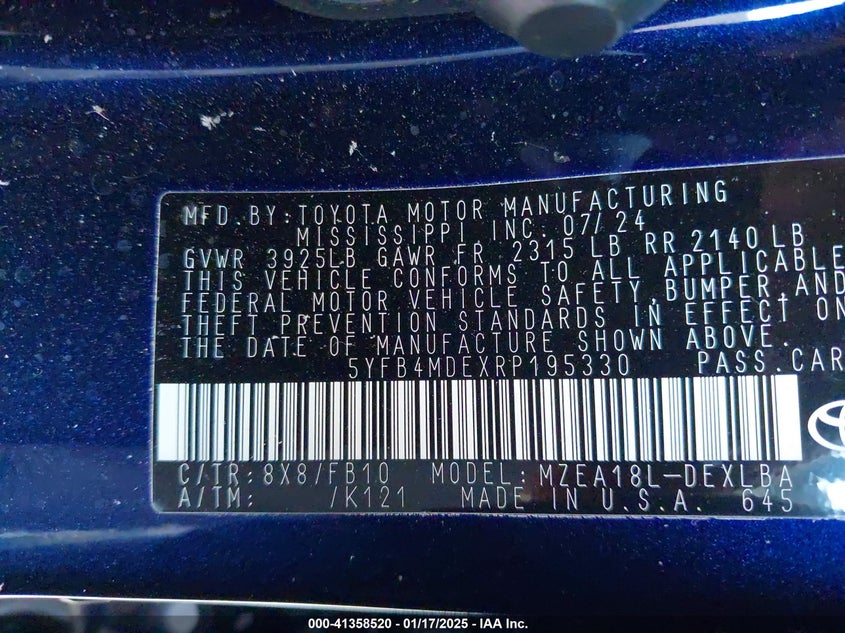 MFD. BY: TOYOTA MOTOR MANUFACTURING
MISSISSIPPI INC. 07/24
GVWR 3925LB GAWR FR 2315 LB RR 2140 LB
THIS VEHICLE CONFORMS TO ALL APPLICABLE
FEDERAL MOTOR VEHICLE SAFETY, BUMPER, AND
THEFT PREVENTION STANDARDS IN EFFECT ON
THE DATE OF MANUFACTURE SHOWN ABOVE.
5YFB4MDEXRP195330 PASS. CAR
C/TR: 8X8/FB10 MODEL: MZEA18L-DEXLBA
A/TM: /K121 MADE IN U.S.A. 645
000-41358520 - 01/17/2025 - IAA Inc.